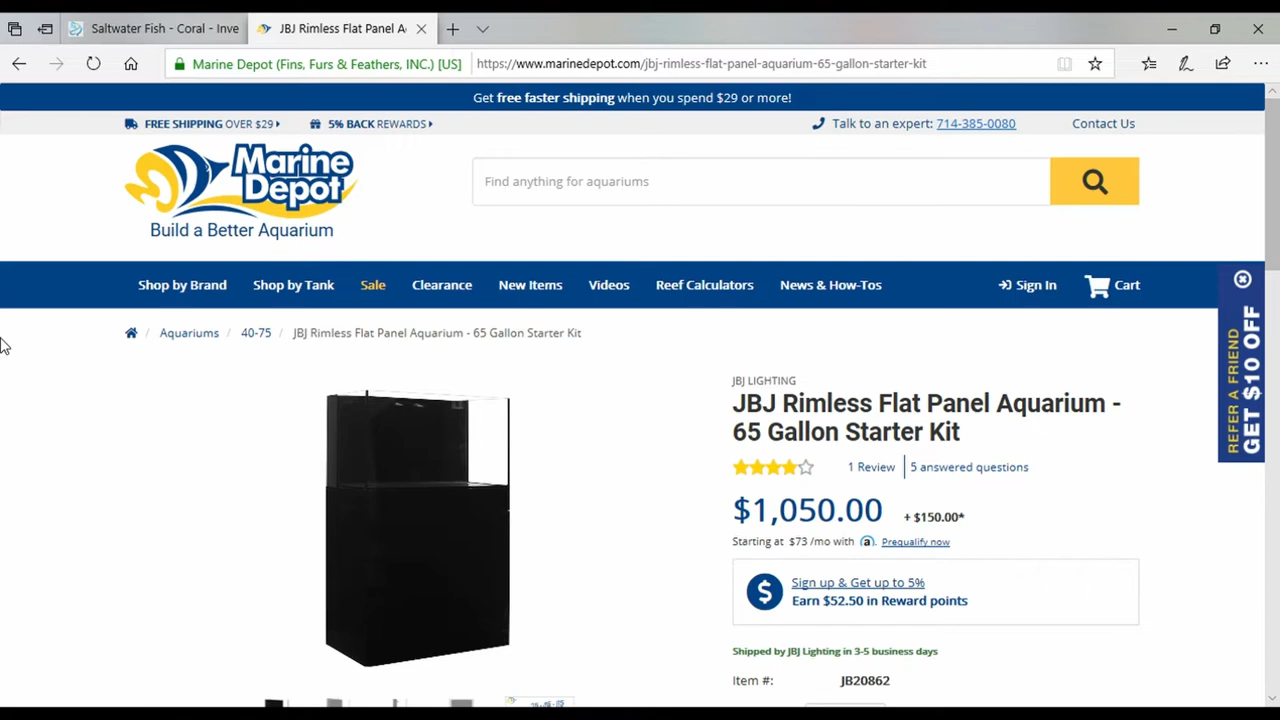 Saltwater Fish - Coral - Inve
JBJ Rimless Flat Panel A
Marine Depot (Fins, Furs & Feathers, INC.) [US]
https://www.marinedepot.com/jbj-rimless-flat-panel-aquarium-65-gallon-starter-kit
Get free faster shipping when you spend $29 or more!
FREE SHIPPING OVER $29
5% BACK REWARDS
Talk to an expert: 714-385-0080
Contact Us
Marine
Depot
Build a Better Aquarium
Find anything for aquariums
Shop by Brand
Shop by Tank
Sale
Clearance
New Items
Videos
Reef Calculators
News & How-Tos
Sign In
Cart
/ Aquariums / 40-75 / JBJ Rimless Flat Panel Aquarium - 65 Gallon Starter Kit
REFER A FRIEND
GET $10 OFF
JBJ LIGHTING
JBJ Rimless Flat Panel Aquarium -
65 Gallon Starter Kit
1 Review
5 answered questions
$1,050.00 + $150.00*
Starting at $73 /mo with a. Prequalify now
$
Sign up & Get up to 5%
Earn $52.50 in Reward points
Shipped by JBJ Lighting in 3-5 business days
Item #: JB20862